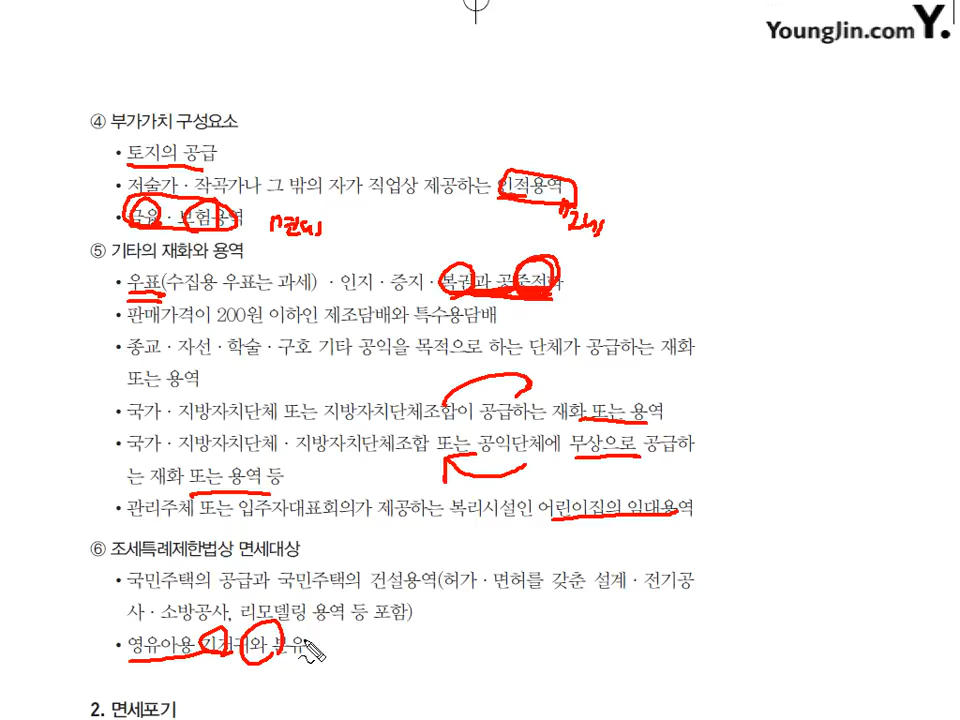 YoungJin.com Y.
④ 부가가치 구성요소
• 토지의 공급
• 저술가 · 작곡가나 그 밖의 자가 직업상 제공하는 인적용역
• 금융 · 보험용역
⑤ 기타의 재화와 용역
• 우표(수집용 우표는 과세) · 인지 · 증지 · 복권과 공중전화
• 판매가격이 200원 이하인 제조담배와 특수용담배
• 종교 · 자선 · 학술 · 구호 기타 공익을 목적으로 하는 단체가 공급하는 재화
또는 용역
• 국가 · 지방자치단체 또는 지방자치단체조합이 공급하는 재화 또는 용역
• 국가 · 지방자치단체 · 지방자치단체조합 또는 공익단체에 무상으로 공급하
는 재화 또는 용역 등
• 관리주체 또는 입주자대표회의가 제공하는 복리시설인 어린이집의 임대용역
⑥ 조세특례제한법상 면세대상
• 국민주택의 공급과 국민주택의 건설용역(허가 · 면허를 갖춘 설계 · 전기공
사 · 소방공사, 리모델링 용역 등 포함)
• 영유아용 기저귀와 분유
2. 면세포기